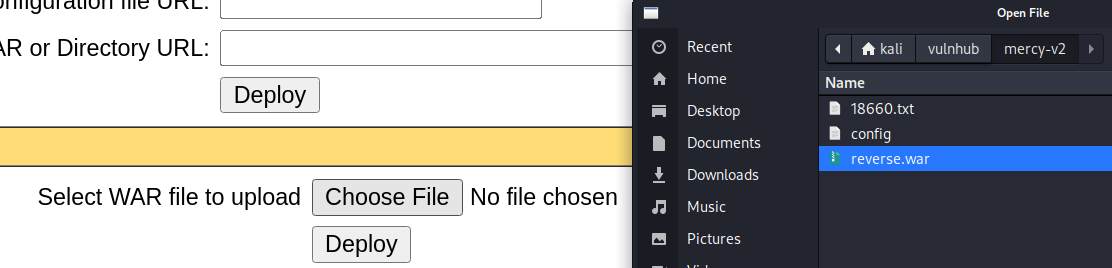 onfiguration file URL:
AR or Directory URL:
Deploy
Select WAR file to upload Choose File No file chosen
Deploy
Open File
Recent
Home
Desktop
Documents
Downloads
Music
Pictures
kali vulnhub mercy-v2
Name
18660.txt
config
reverse.war